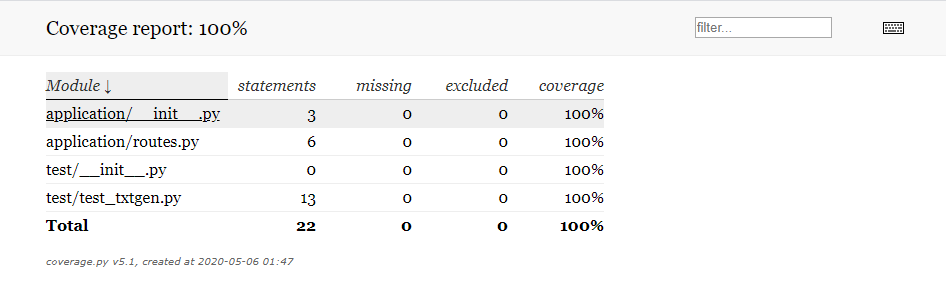 Coverage report: 100%
filter...
Module ↓ statements missing excluded coverage
application/__init__.py 3 0 0 100%
application/routes.py 6 0 0 100%
test/__init__.py 0 0 0 100%
test/test_txtgen.py 13 0 0 100%
Total 22 0 0 100%
coverage.py v5.1, created at 2020-05-06 01:47